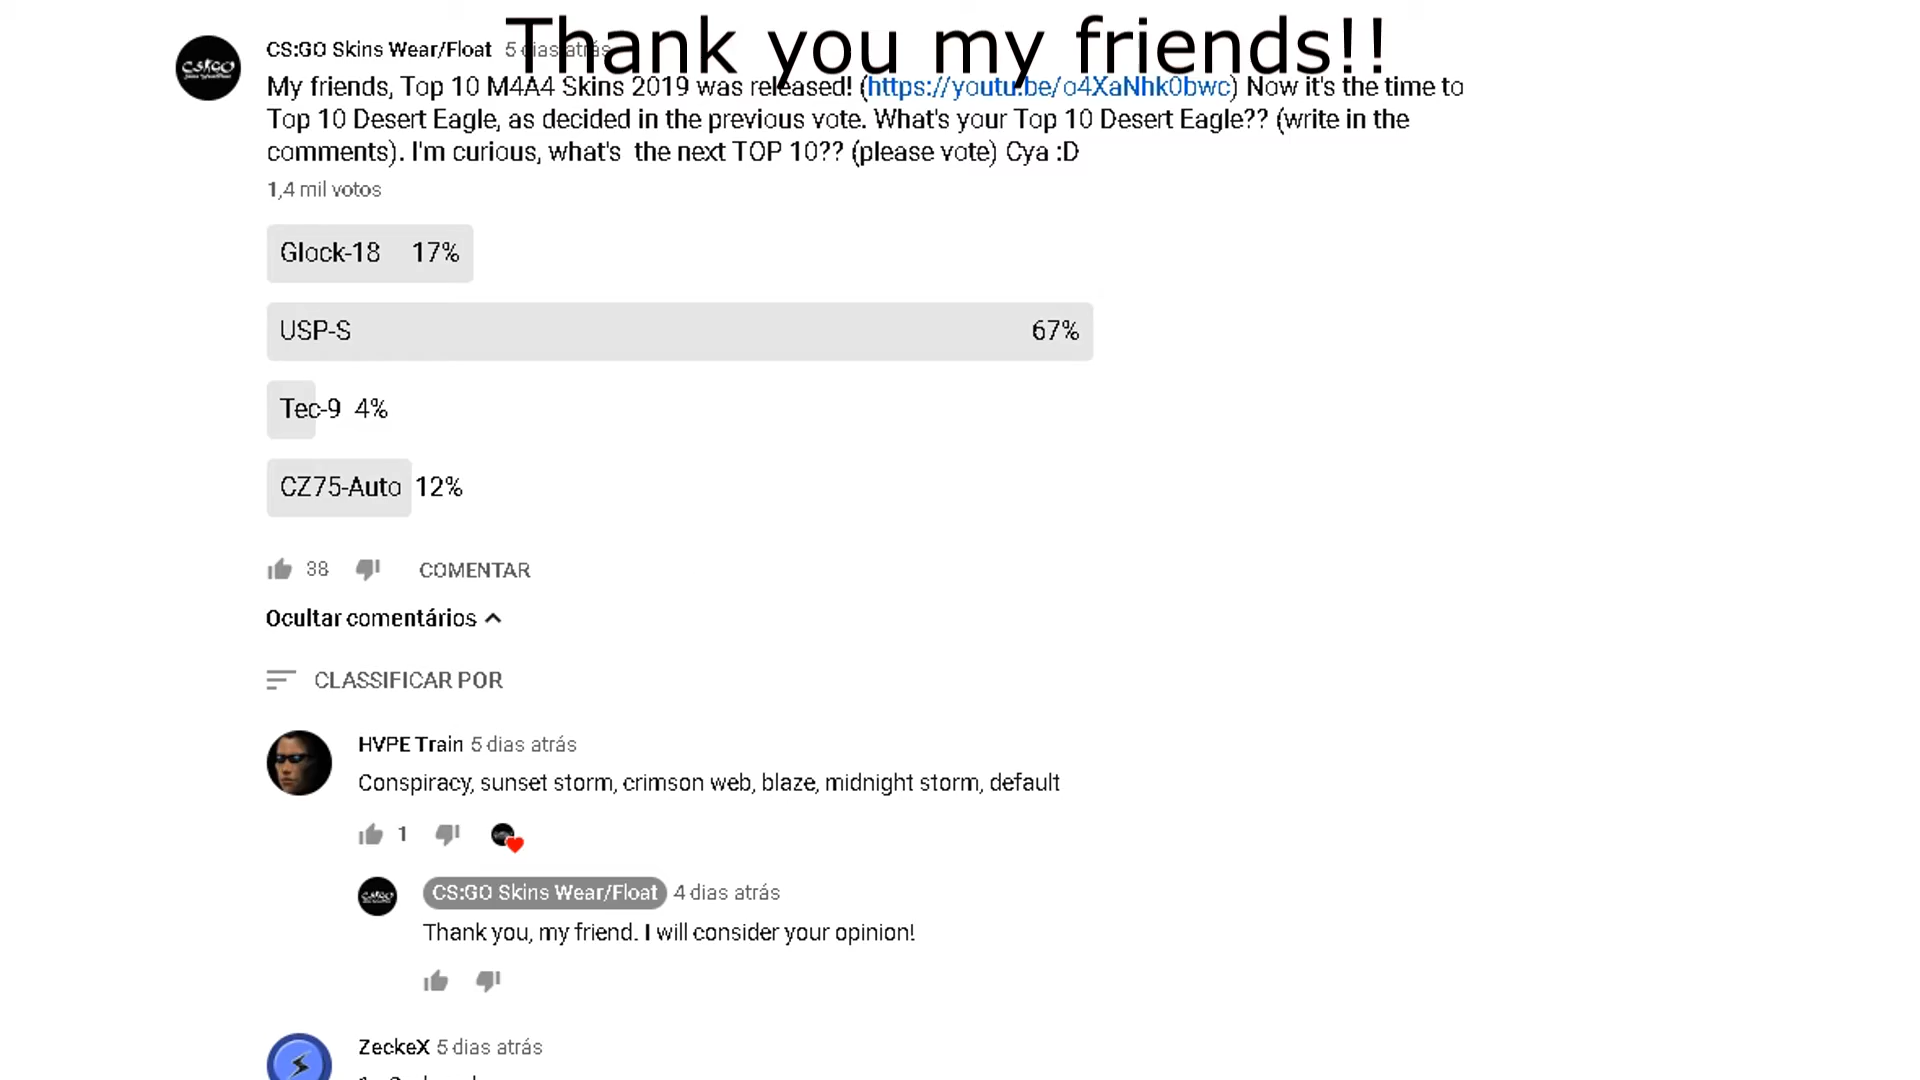 Thank you my friends!!
CS:GO Skins Wear/Float 5 dias atrás
My friends, Top 10 M4A4 Skins 2019 was released! (https://youtu.be/o4XaNhk0bwc) Now it's the time to
Top 10 Desert Eagle, as decided in the previous vote. What's your Top 10 Desert Eagle?? (write in the
comments). I'm curious, what's the next TOP 10?? (please vote) Cya :D
1,4 mil votos
Glock-18 17%
USP-S 67%
Tec-9 4%
CZ75-Auto 12%
38 COMENTAR
Ocultar comentários
CLASSIFICAR POR
HVPE Train 5 dias atrás
Conspiracy, sunset storm, crimson web, blaze, midnight storm, default
1
CS:GO Skins Wear/Float 4 dias atrás
Thank you, my friend. I will consider your opinion!
ZeckeX 5 dias atrás